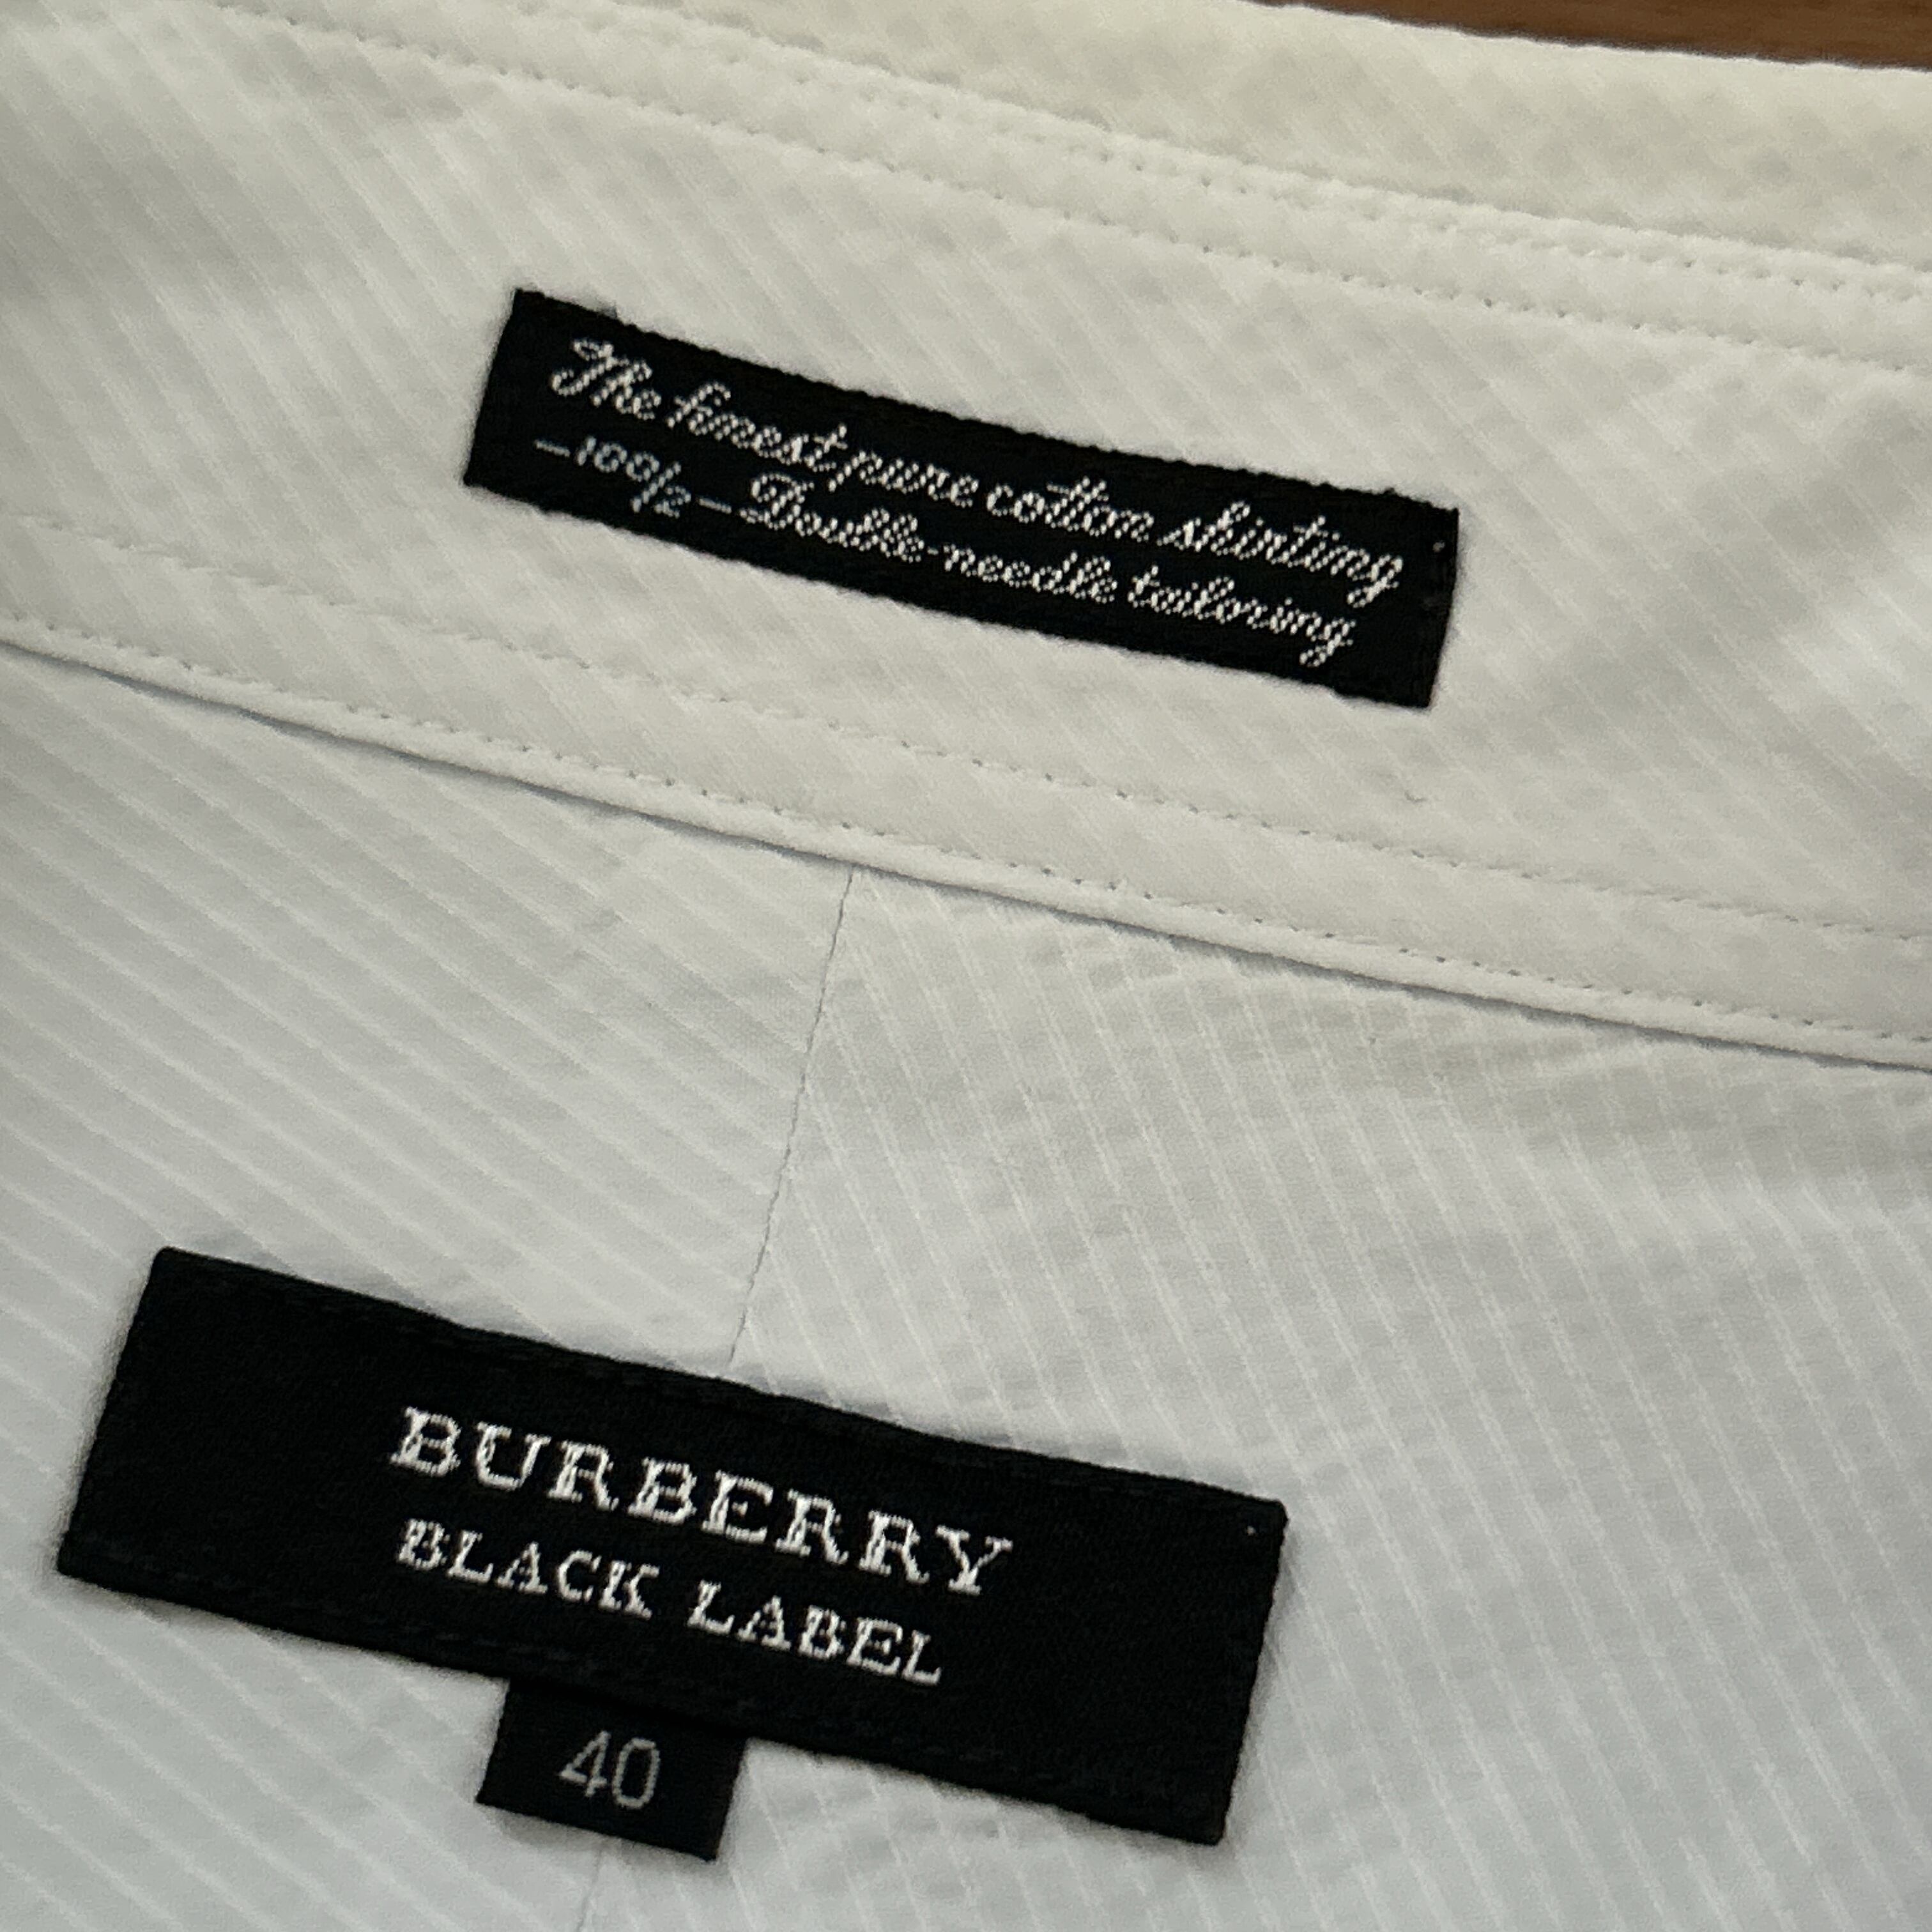 The finest pure cotton shirting
—100/2—Double-needle tailoring
BURBERRY
BLACK LABEL
40